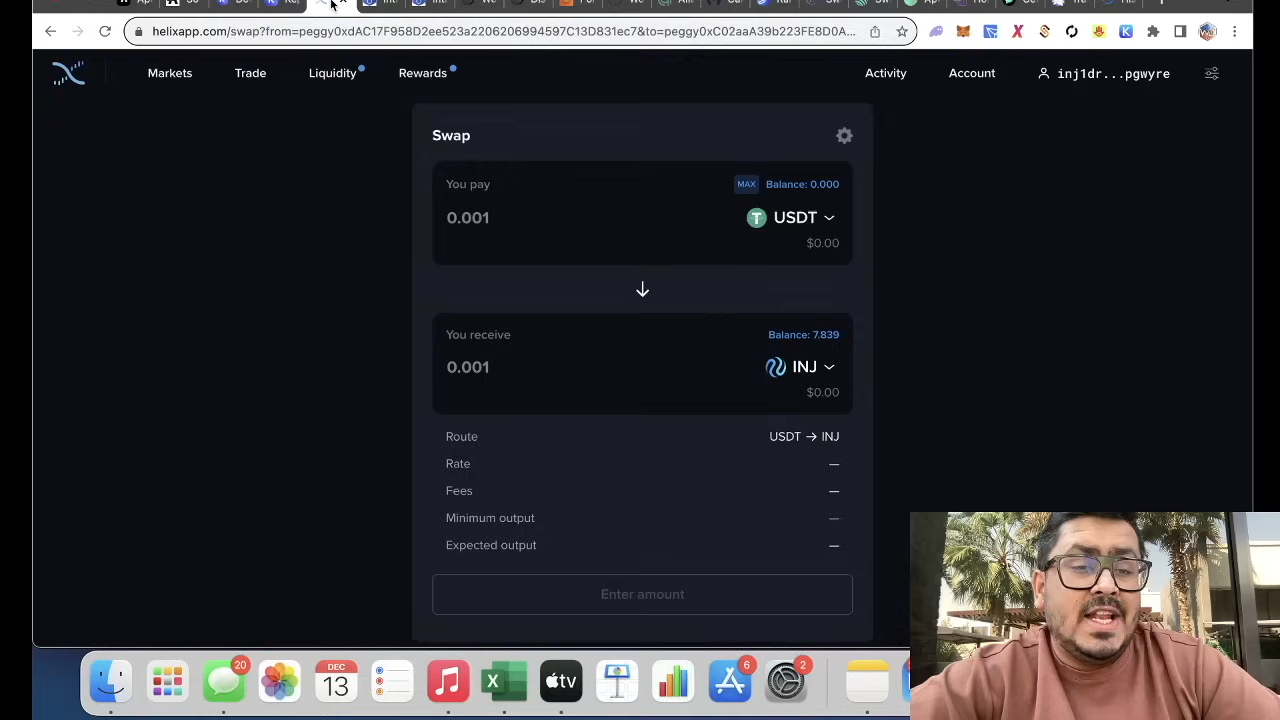 helixapp.com/swap?from=peggy0xdAC17F958D2ee523a2206206994597C13D831ec7&to=peggy0xC02aaA39b223FE8D0A...
Markets
Trade
Liquidity
Rewards
Activity
Account
inj1dr...pgwyre
Swap
You pay
MAX
Balance: 0.000
0.001
USDT
$0.00
You receive
Balance: 7.839
0.001
INJ
$0.00
Route
USDT → INJ
Rate
—
Fees
—
Minimum output
—
Expected output
—
Enter amount
20
DEC
13
X
tv
6
2